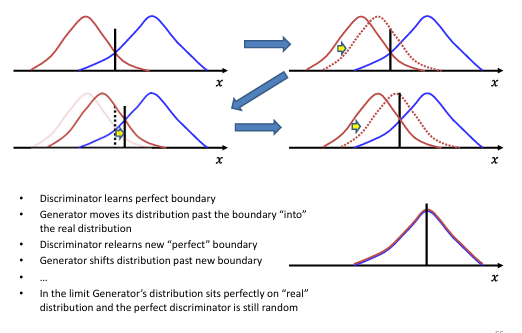 x
x
x
x
• Discriminator learns perfect boundary
• Generator moves its distribution past the boundary “into”
the real distribution
• Discriminator relearns new “perfect” boundary
• Generator shifts distribution past new boundary
• ...
• In the limit Generator’s distribution sits perfectly on “real”
distribution and the perfect discriminator is still random
x